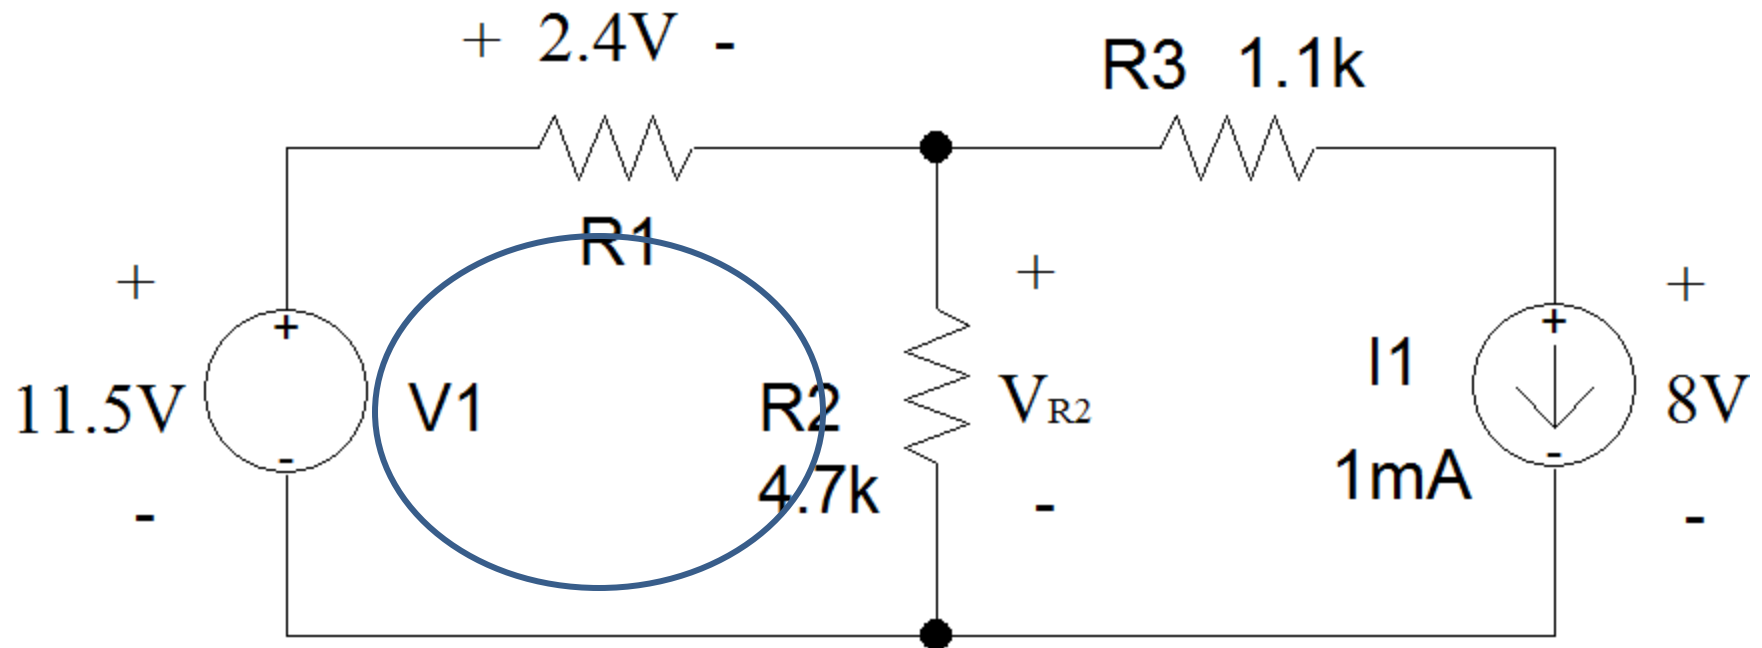 + 2.4V -
R3 1.1k
R1
+
11.5V
-
+
-
V1
R2
4.7k
+
VR2
-
I1
1mA
+
-
+
8V
-